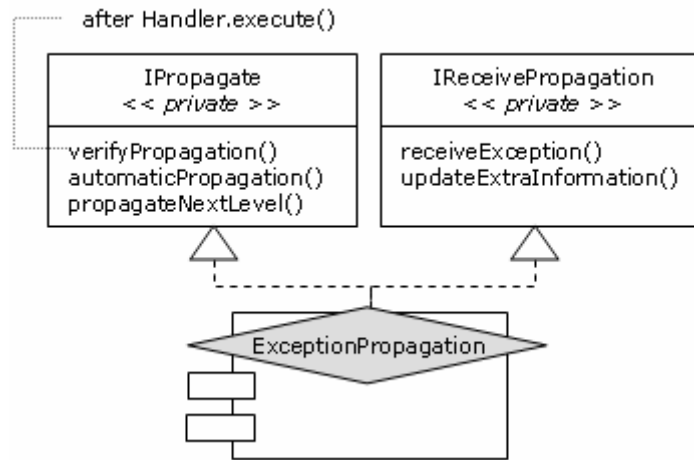 after Handler.execute()
IPropagate
<< private >>
verifyPropagation()
automaticPropagation()
propagateNextLevel()
IReceivePropagation
<< private >>
receiveException()
updateExtraInformation()
ExceptionPropagation